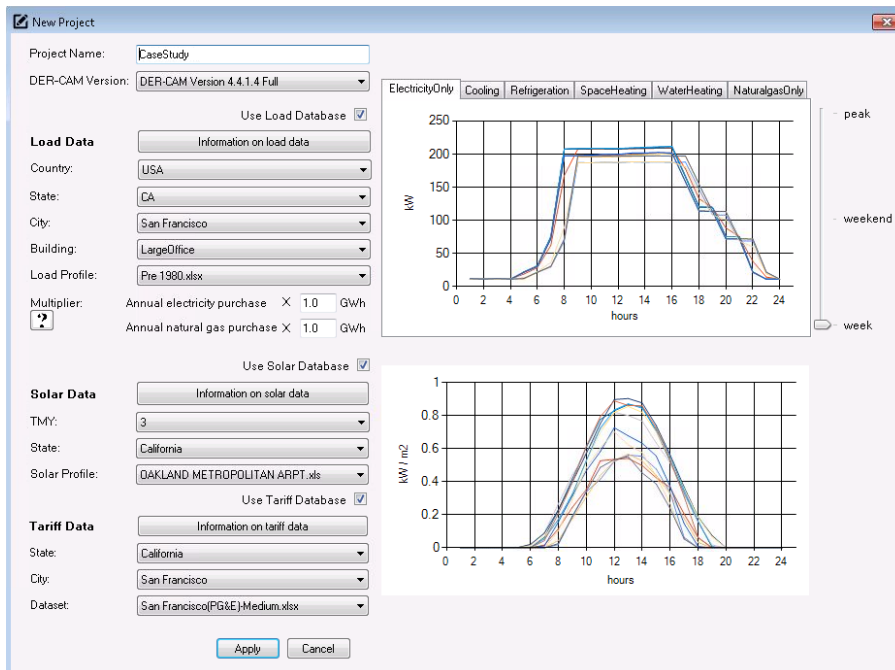 New Project
Project Name: CaseStudy
DER-CAM Version: DER-CAM Version 4.4.1.4 Full
Use Load Database
Load Data Information on load data
Country: USA
State: CA
City: San Francisco
Building: LargeOffice
Load Profile: Pre 1980.xlsx
Multiplier: Annual electricity purchase X 1.0 GWh
? Annual natural gas purchase X 1.0 GWh
Use Solar Database
Solar Data Information on solar data
TMY: 3
State: California
Solar Profile: OAKLAND METROPOLITAN ARPT.xls
Use Tariff Database
Tariff Data Information on tariff data
State: California
City: San Francisco
Dataset: San Francisco(PG&E)-Medium.xlsx
Apply Cancel
ElectricityOnly Cooling Refrigeration SpaceHeating WaterHeating NaturalgasOnly
250
200
150
100
50
0
kW
0 2 4 6 8 10 12 14 16 18 20 22 24
hours
peak
weekend
week
1
0.8
0.6
0.4
0.2
0
kW / m2
0 2 4 6 8 10 12 14 16 18 20 22 24
hours